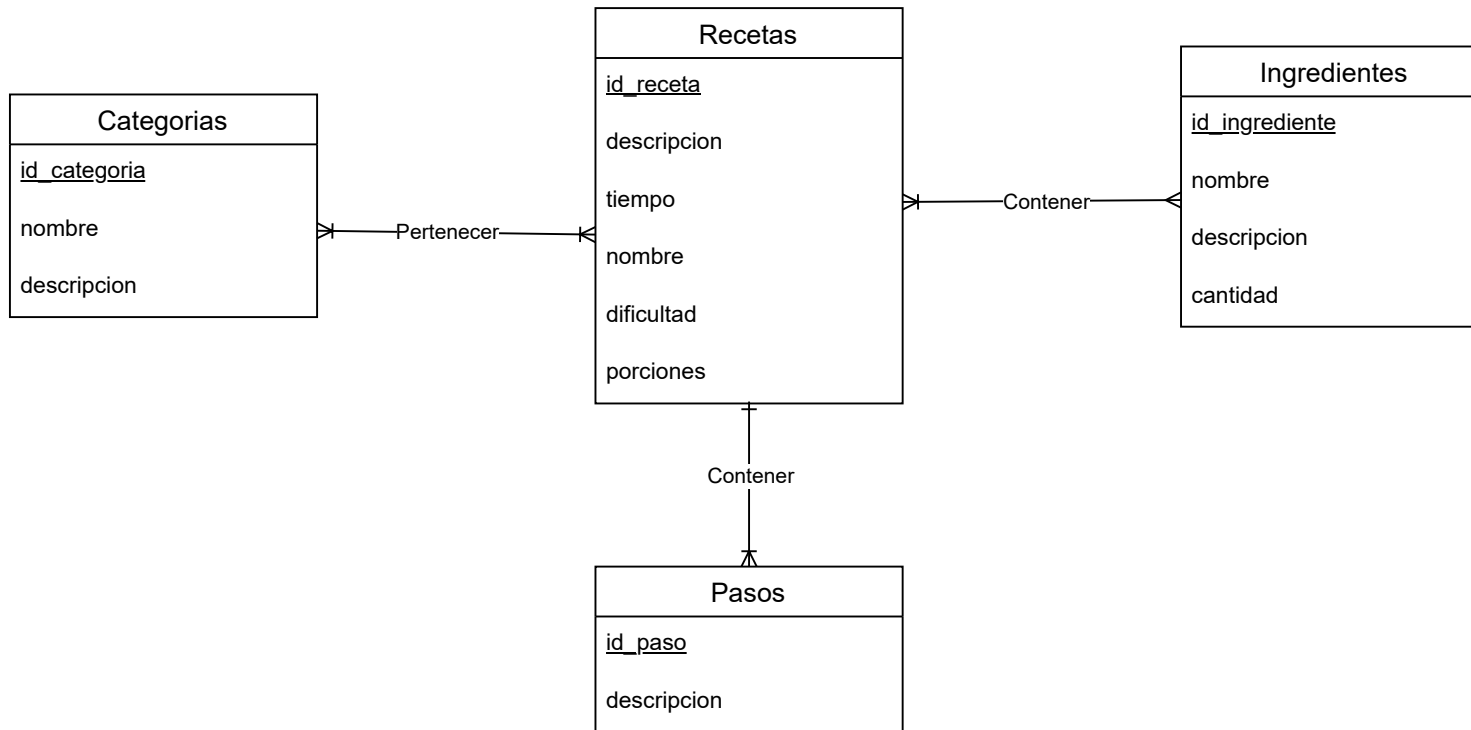 Categorias
id_categoria
nombre
descripcion
Pertenecer
Recetas
id_receta
descripcion
tiempo
nombre
dificultad
porciones
Contener
Ingredientes
id_ingrediente
nombre
descripcion
cantidad
Contener
Pasos
id_paso
descripcion